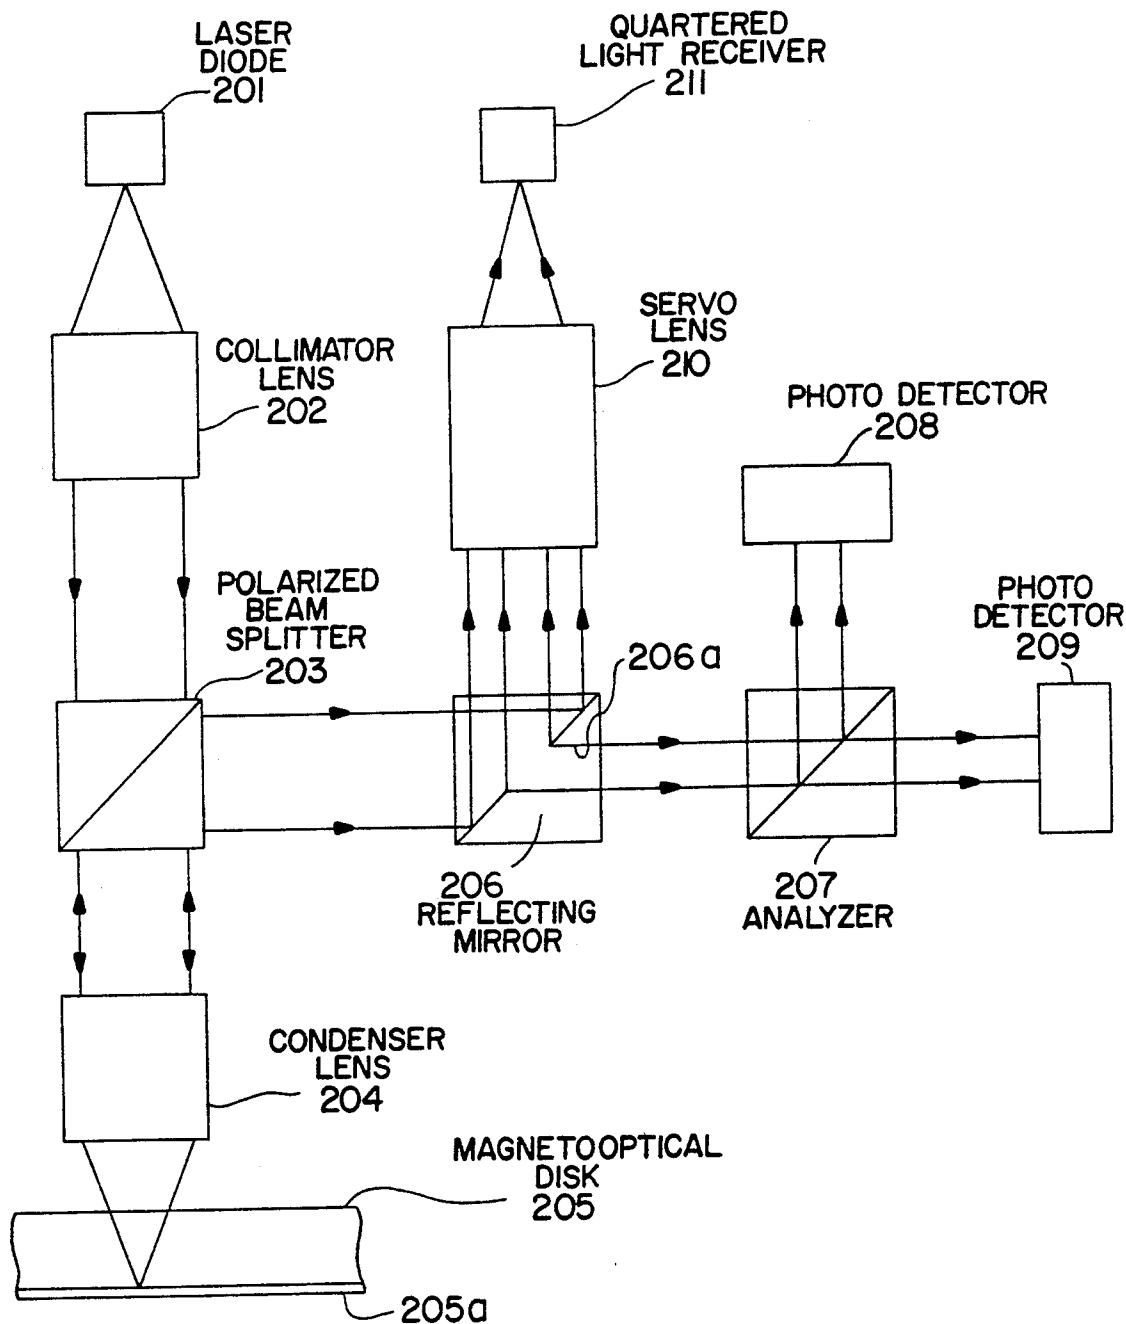 LASER
DIODE
201
QUARTERED
LIGHT RECEIVER
211
COLLIMATOR
LENS
202
SERVO
LENS
210
PHOTO DETECTOR
208
POLARIZED
BEAM
SPLITTER
203
206a
PHOTO
DETECTOR
209
206
REFLECTING
MIRROR
207
ANALYZER
CONDENSER
LENS
204
MAGNETOOPTICAL
DISK
205
205a